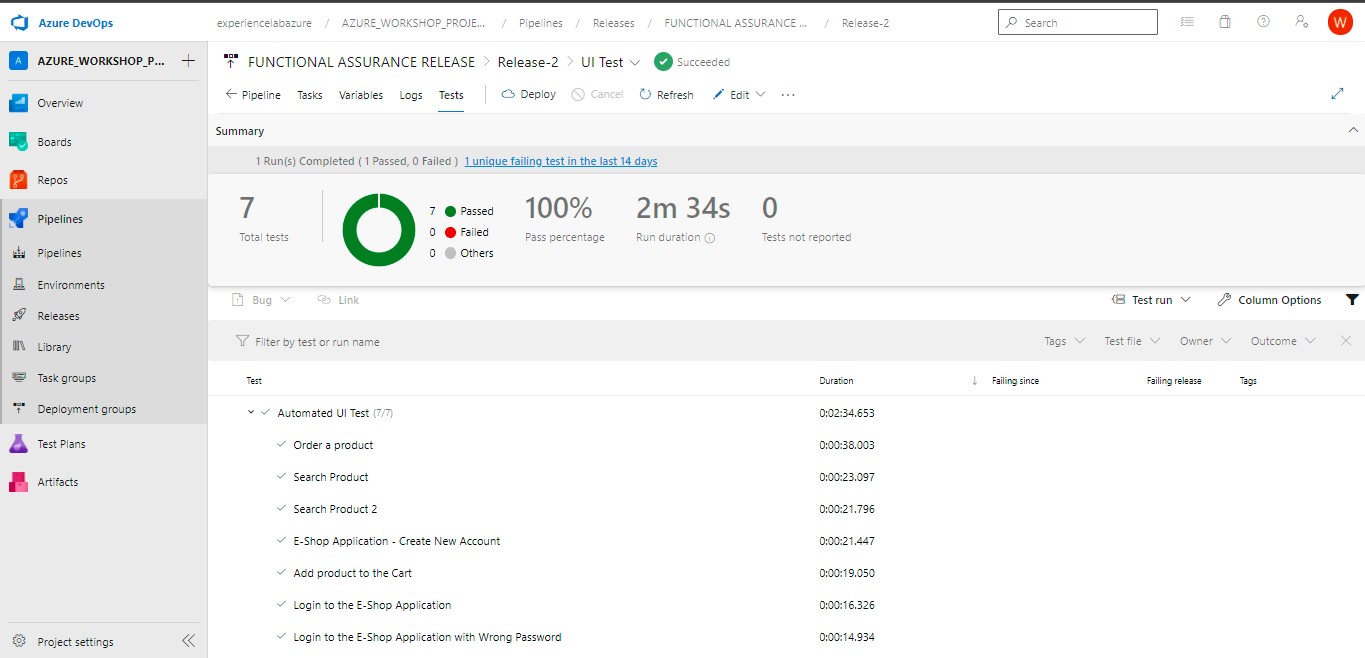 Azure DevOps
experiencelabazure / AZURE_WORKSHOP_PROJE... / Pipelines / Releases / FUNCTIONAL ASSURANCE ... / Release-2
Search
W
A AZURE_WORKSHOP_P...
Overview
Boards
Repos
Pipelines
Pipelines
Environments
Releases
Library
Task groups
Deployment groups
Test Plans
Artifacts
Project settings
FUNCTIONAL ASSURANCE RELEASE > Release-2 > UI Test Succeeded
Pipeline Tasks Variables Logs Tests Deploy Cancel Refresh Edit ...
Summary
1 Run(s) Completed ( 1 Passed, 0 Failed ) 1 unique failing test in the last 14 days
7
Total tests
7 Passed
0 Failed
0 Others
100%
Pass percentage
2m 34s
Run duration
0
Tests not reported
Bug Link Test run Column Options
Filter by test or run name Tags Test file Owner Outcome
Test Duration Failing since Failing release Tags
Automated UI Test (7/7) 0:02:34.653
Order a product 0:00:38.003
Search Product 0:00:23.097
Search Product 2 0:00:21.796
E-Shop Application - Create New Account 0:00:21.447
Add product to the Cart 0:00:19.050
Login to the E-Shop Application 0:00:16.326
Login to the E-Shop Application with Wrong Password 0:00:14.934